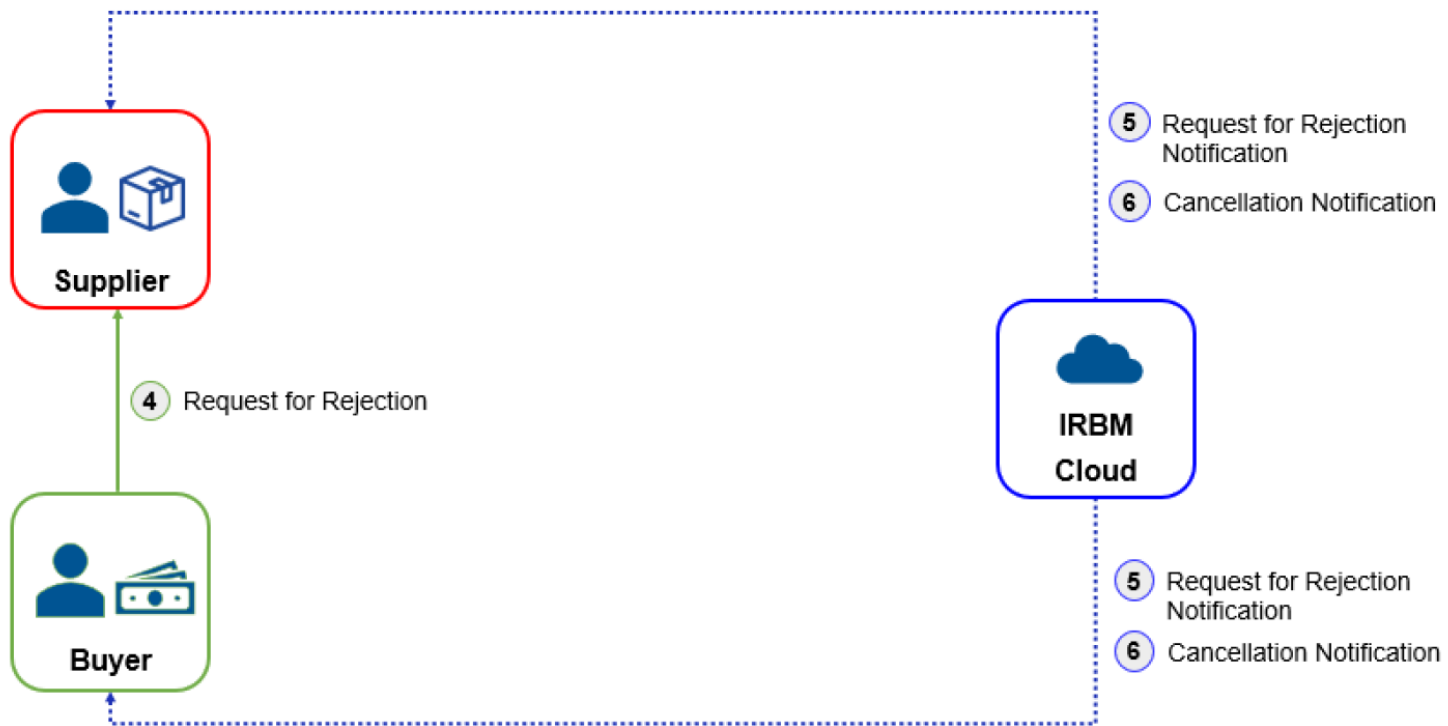 5 Request for Rejection
Notification
6 Cancellation Notification
Supplier
4 Request for Rejection
IRBM
Cloud
5 Request for Rejection
Notification
6 Cancellation Notification
Buyer